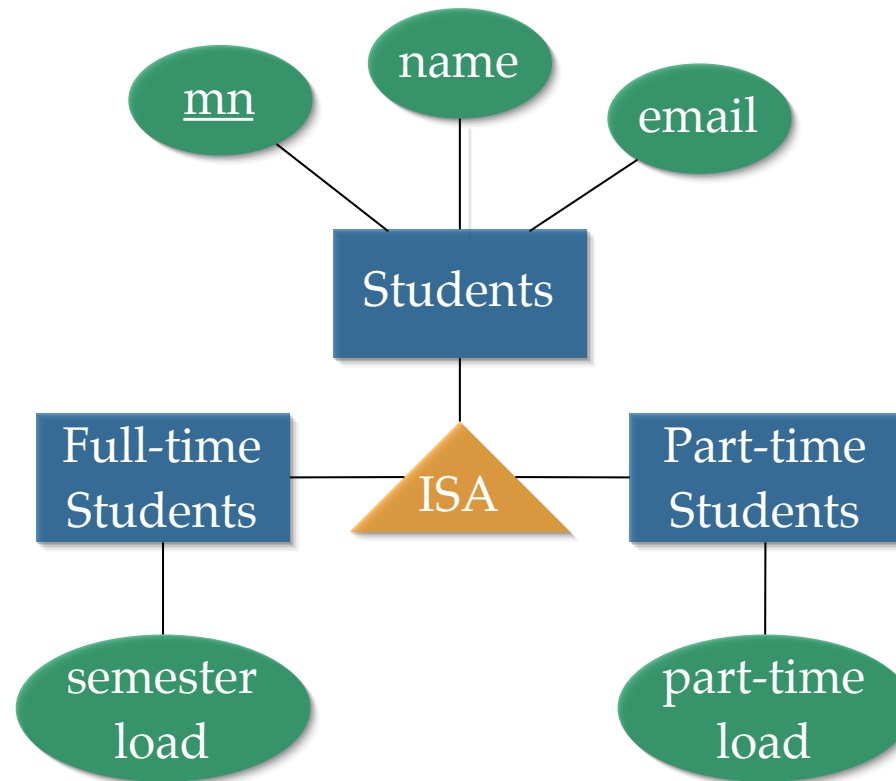 name
mn
email
Students
Full-time
Students
ISA
Part-time
Students
semester
load
part-time
load